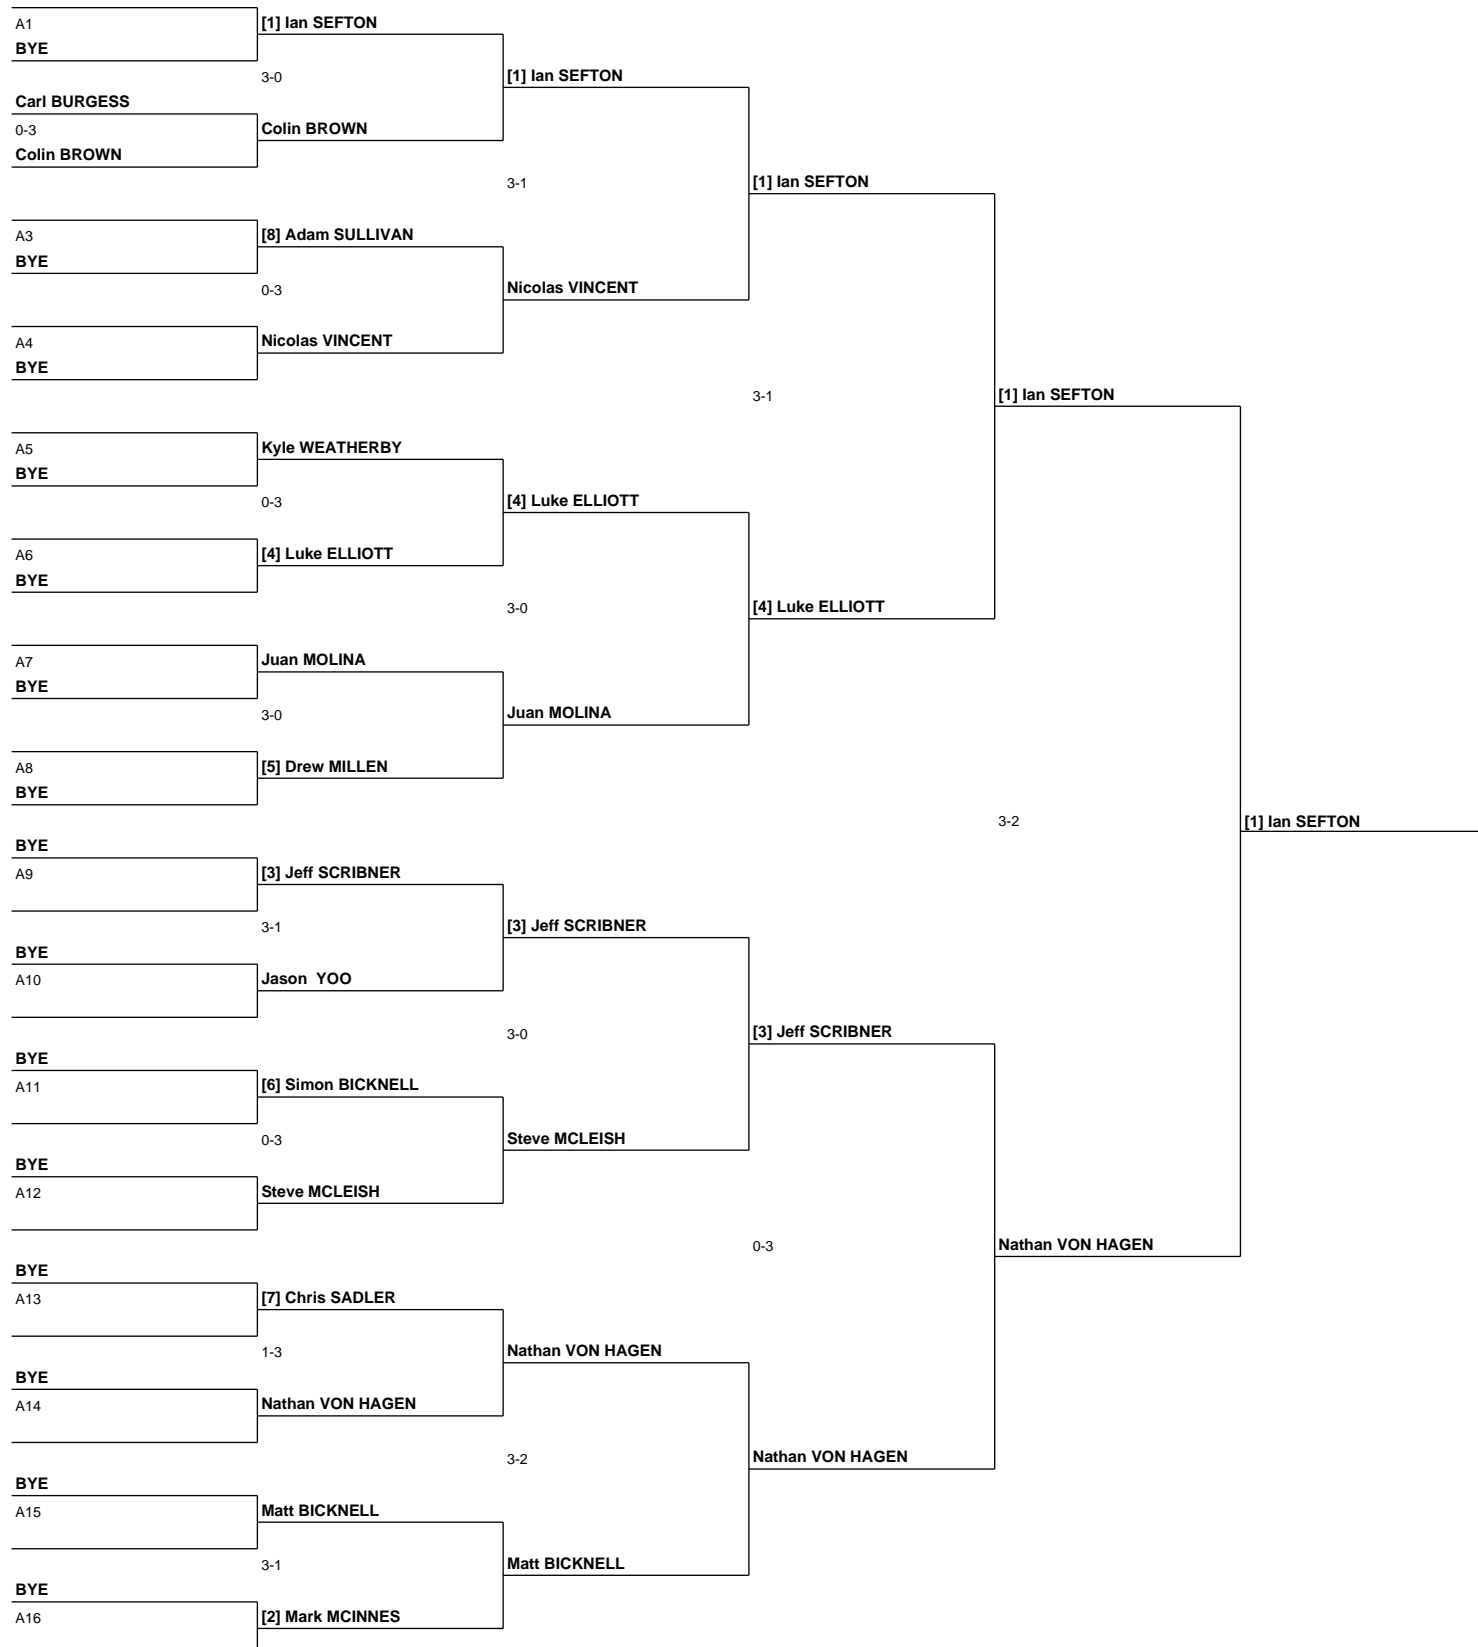 A1
BYE
[1] Ian SEFTON
3-0
[1] Ian SEFTON
Carl BURGESS
0-3
Colin BROWN
Colin BROWN
3-1
[1] Ian SEFTON
A3
BYE
[8] Adam SULLIVAN
0-3
Nicolas VINCENT
A4
BYE
Nicolas VINCENT
3-1
[1] Ian SEFTON
A5
BYE
Kyle WEATHERBY
0-3
[4] Luke ELLIOTT
A6
BYE
[4] Luke ELLIOTT
3-0
[4] Luke ELLIOTT
A7
BYE
Juan MOLINA
3-0
Juan MOLINA
A8
BYE
[5] Drew MILLEN
3-2
[1] Ian SEFTON
BYE
A9
[3] Jeff SCRIBNER
3-1
[3] Jeff SCRIBNER
BYE
A10
Jason  YOO
3-0
[3] Jeff SCRIBNER
BYE
A11
[6] Simon BICKNELL
0-3
Steve MCLEISH
BYE
A12
Steve MCLEISH
0-3
Nathan VON HAGEN
BYE
A13
[7] Chris SADLER
1-3
Nathan VON HAGEN
BYE
A14
Nathan VON HAGEN
3-2
Nathan VON HAGEN
BYE
A15
Matt BICKNELL
3-1
Matt BICKNELL
BYE
A16
[2] Mark MCINNES